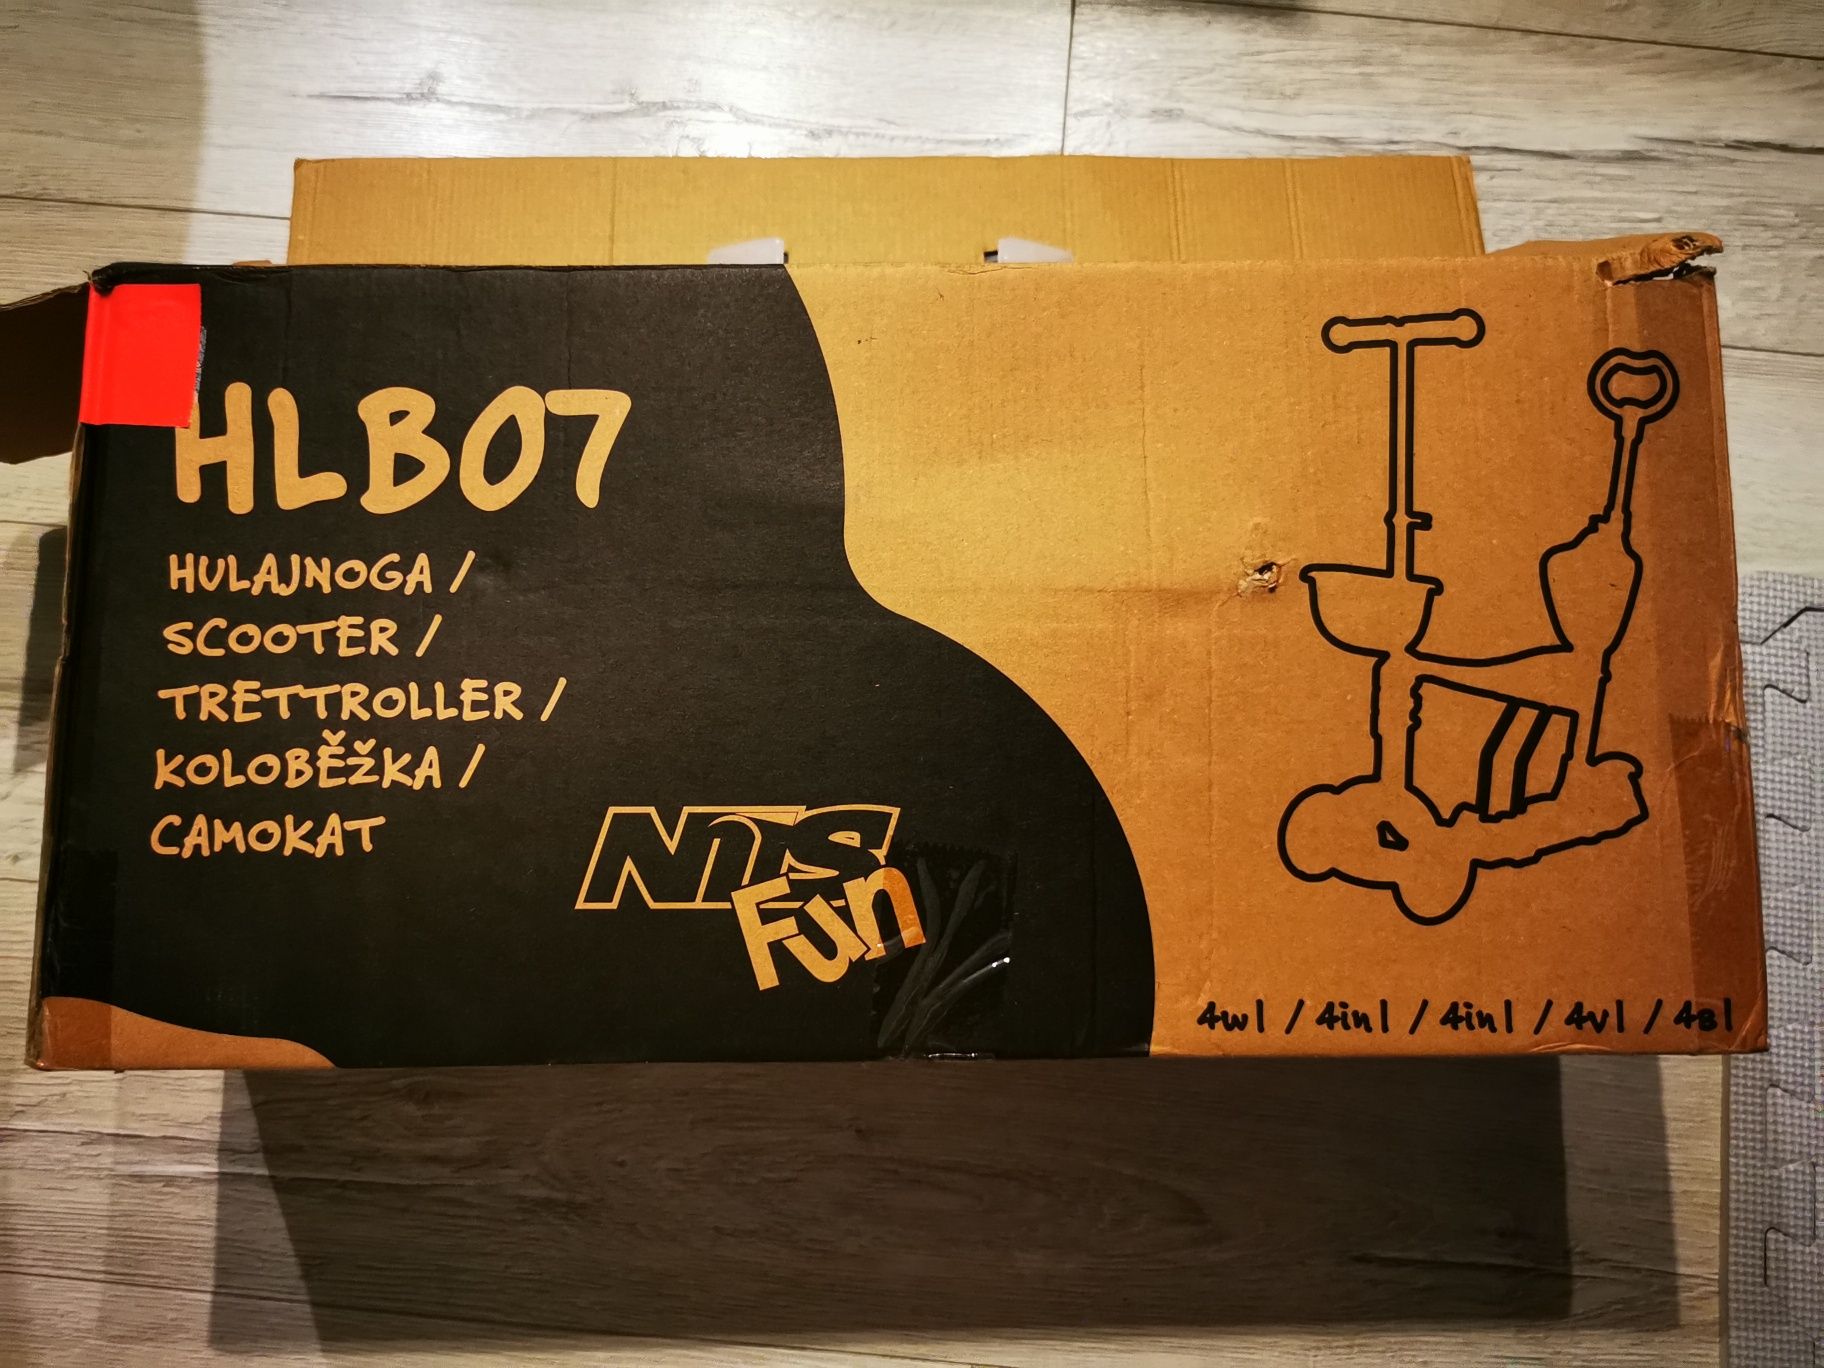 HLB07
HULAJNOGA /
SCOOTER /
TRETTROLLER /
KOLOBĚŽKA /
CAMOKAT
NILS
Fun
4w1 / 4in1 / 4in1 / 4v1 / 4в1